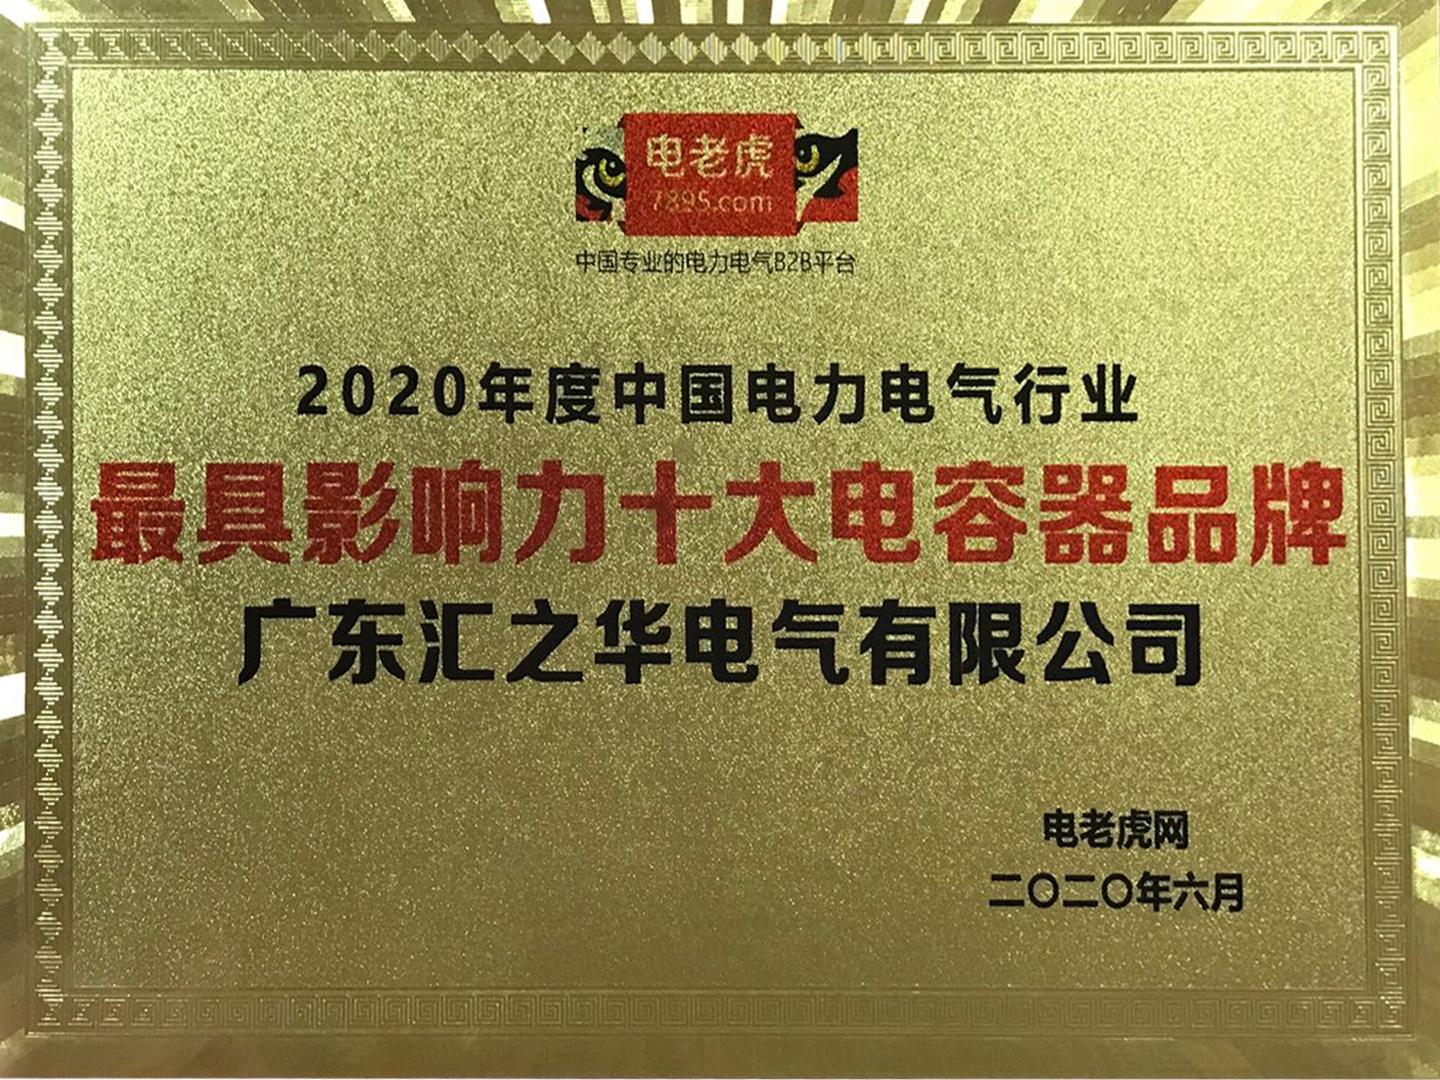 电老虎
7895.com
中国专业的电力电气B2B平台
2020年度中国电力电气行业
最具影响力十大电容器品牌
广东汇之华电气有限公司
电老虎网
二〇二〇年六月